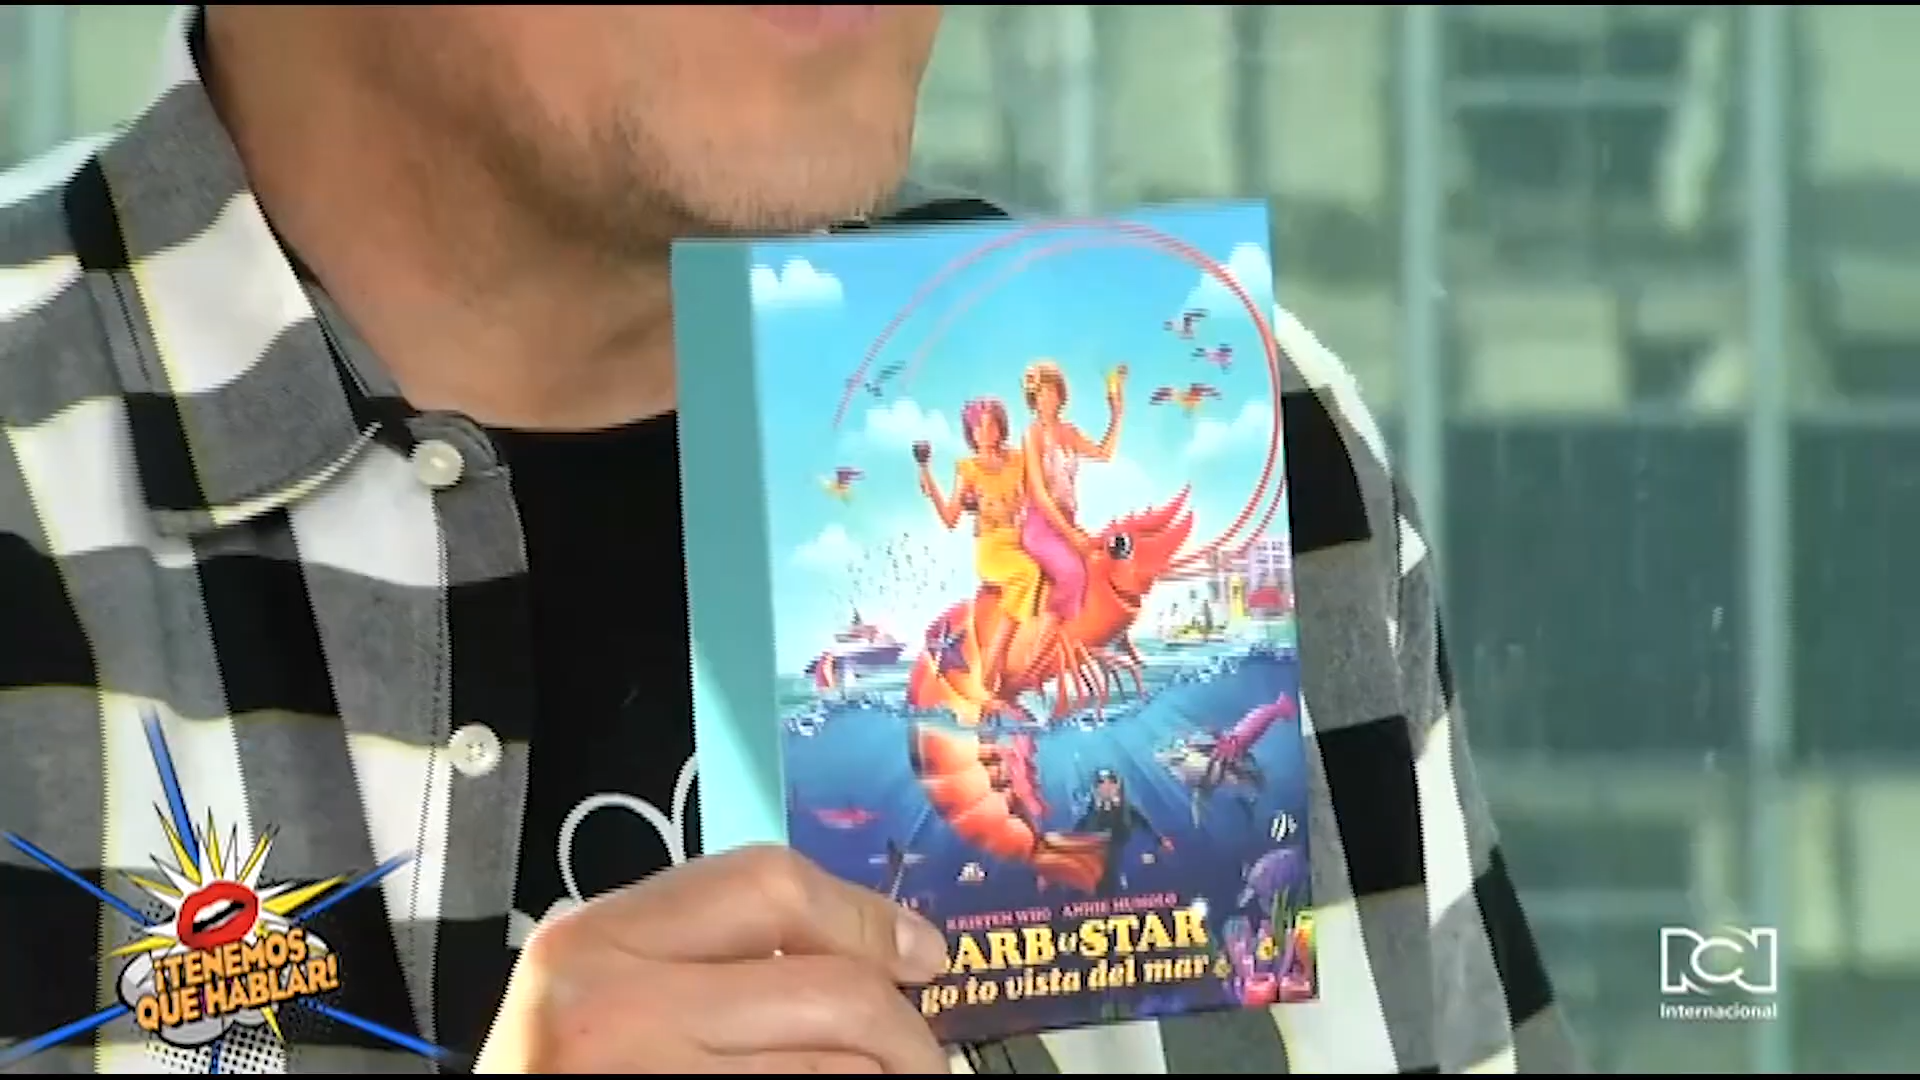 KRISTEN WIIG ANNIE MUMOLO
BARB y STAR
go to vista del mar
¡TENEMOS
QUE HABLAR!
RCN
Internacional